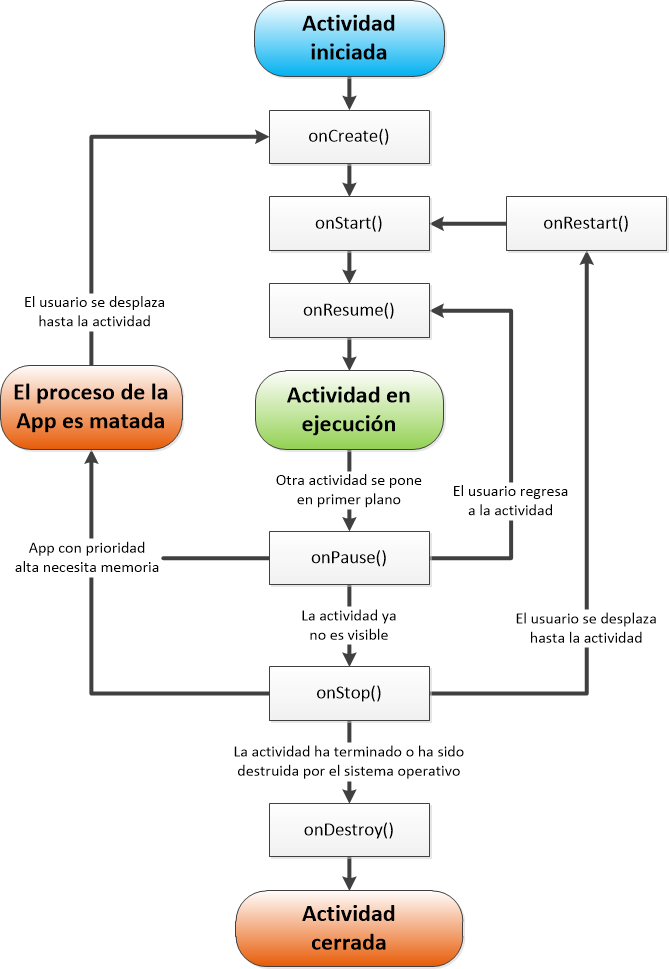 Actividad
iniciada
onCreate()
onStart()
onRestart()
onResume()
El usuario se desplaza
hasta la actividad
El proceso de la
App es matada
Actividad en
ejecución
Otra actividad se pone
en primer plano
El usuario regresa
a la actividad
App con prioridad
alta necesita memoria
onPause()
La actividad ya
no es visible
El usuario se desplaza
hasta la actividad
onStop()
La actividad ha terminado o ha sido
destruida por el sistema operativo
onDestroy()
Actividad
cerrada